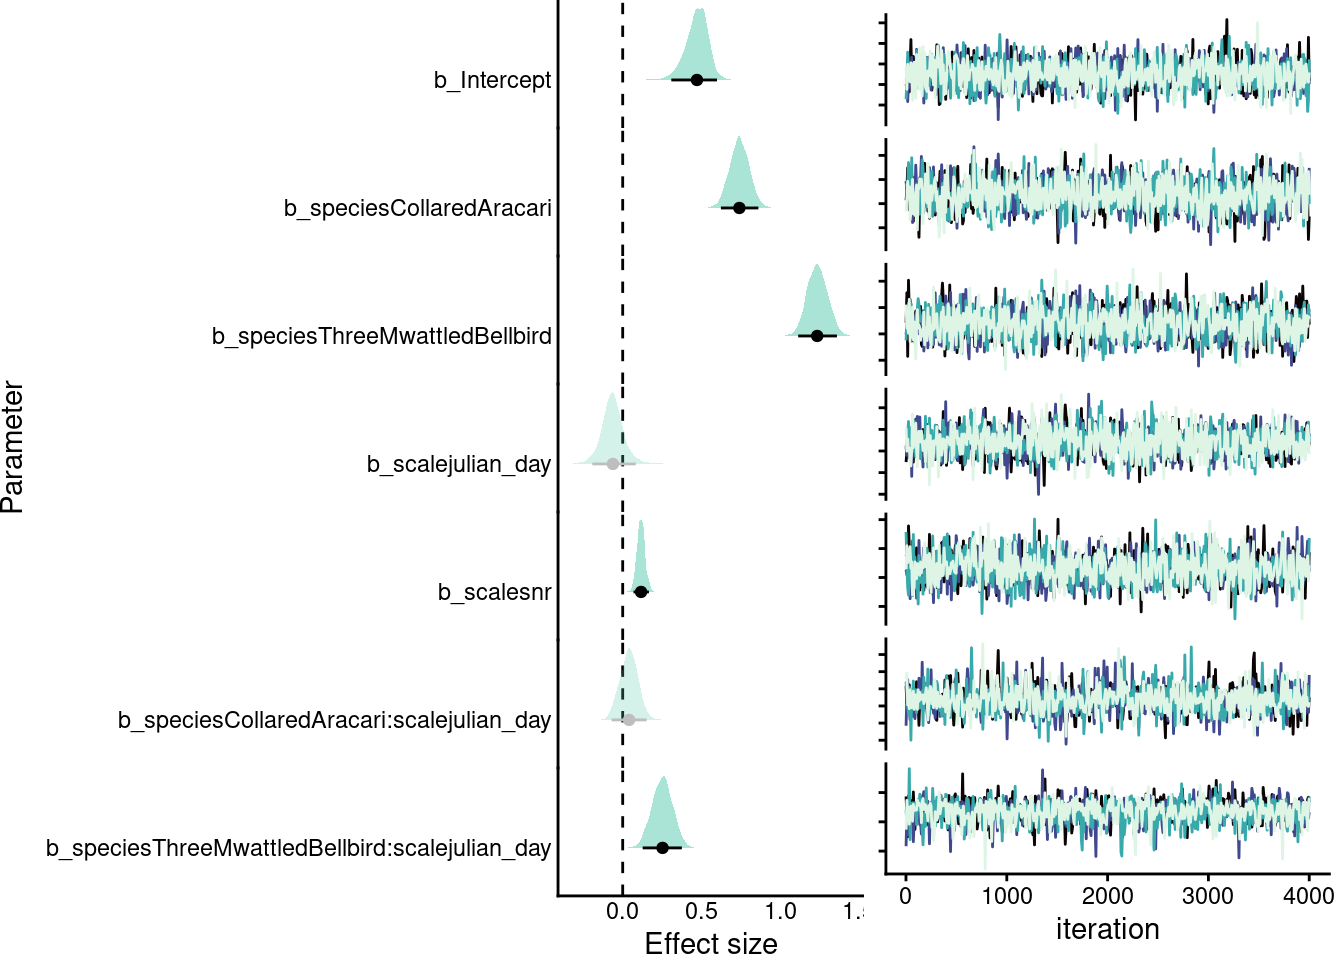 Parameter
b_Intercept
b_speciesCollaredAracari
b_speciesThreeMwattledBellbird
b_scalejulian_day
b_scalesnr
b_speciesCollaredAracari:scalejulian_day
b_speciesThreeMwattledBellbird:scalejulian_day
0.0 0.5 1.0
Effect size
0 1000 2000 3000 4000
iteration